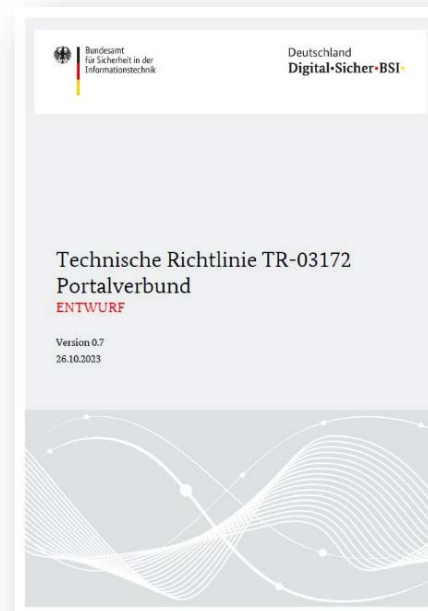 Bundesamt
für Sicherheit in der
Informationstechnik
Deutschland
Digital•Sicher•BSI•
Technische Richtlinie TR-03172
Portalverbund
ENTWURF
Version 0.7
26.10.2023